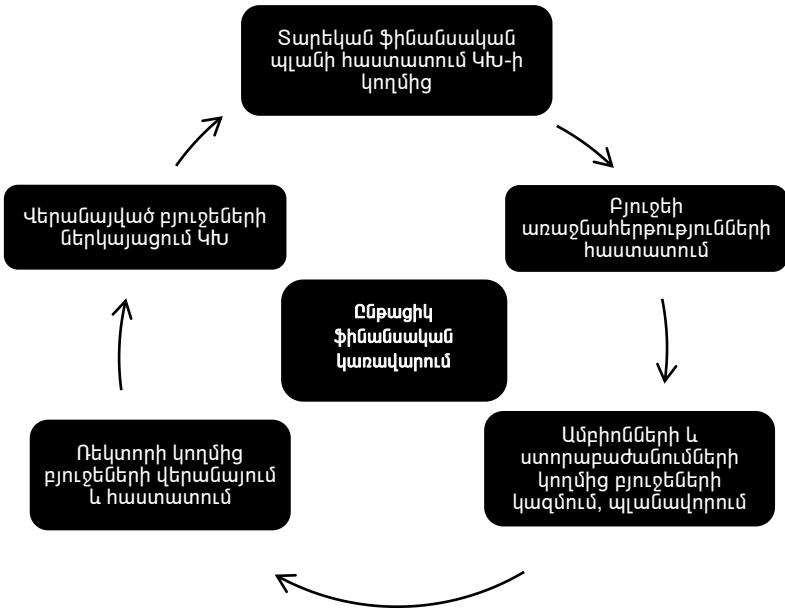 Տարեկան ֆինանսական
պլանի հաստատում ԿԽ-ի
կողմից
Վերանայված բյուջեների
ներկայացում ԿԽ
Բյուջեի
առաջնահերթությունների
հաստատում
Ընթացիկ
ֆինանսական
կառավարում
Ռեկտորի կողմից
բյուջեների վերանայում
և հաստատում
Ամբիոնների և
ստորաբաժանումների
կողմից բյուջեների
կազմում, պլանավորում